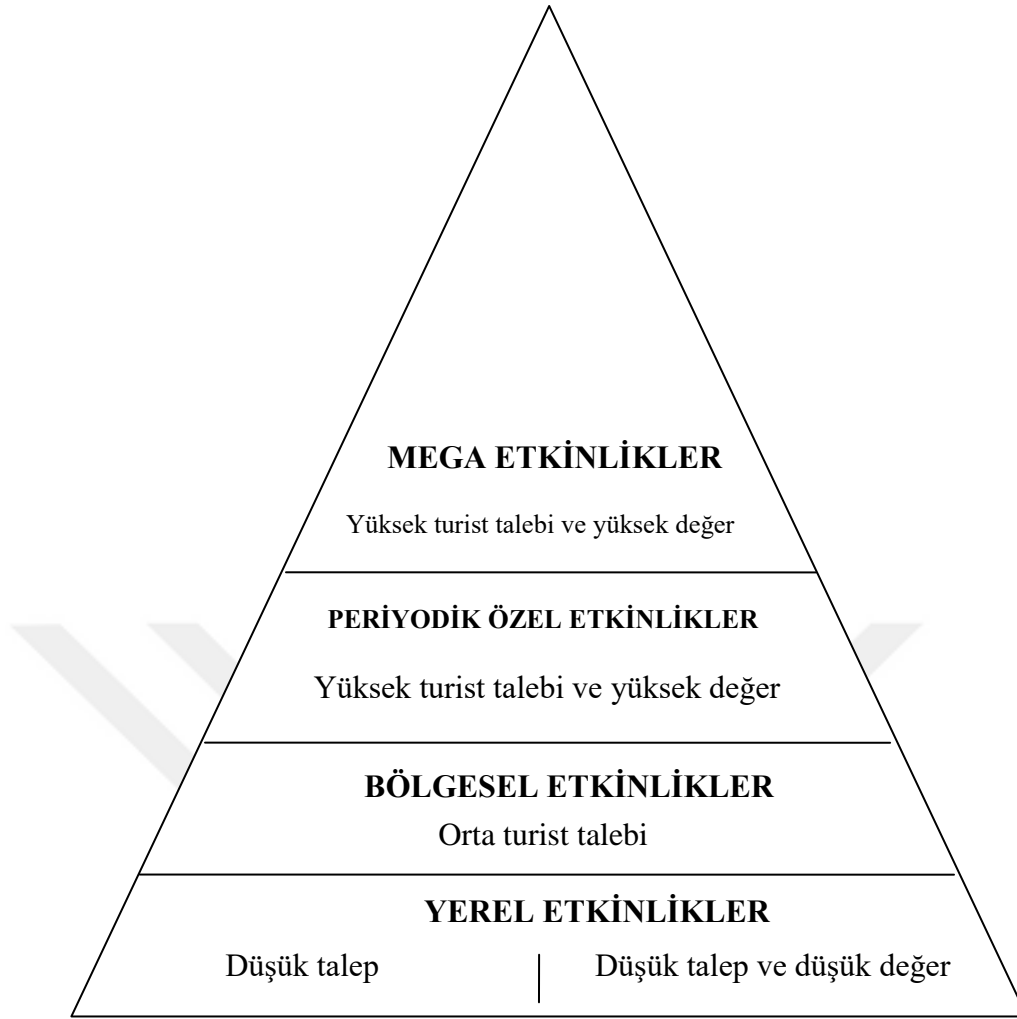 MEGA ETKİNLİKLER
Yüksek turist talebi ve yüksek değer
PERİYODİK ÖZEL ETKİNLİKLER
Yüksek turist talebi ve yüksek değer
BÖLGESEL ETKİNLİKLER
Orta turist talebi
YEREL ETKİNLİKLER
Düşük talep Düşük talep ve düşük değer